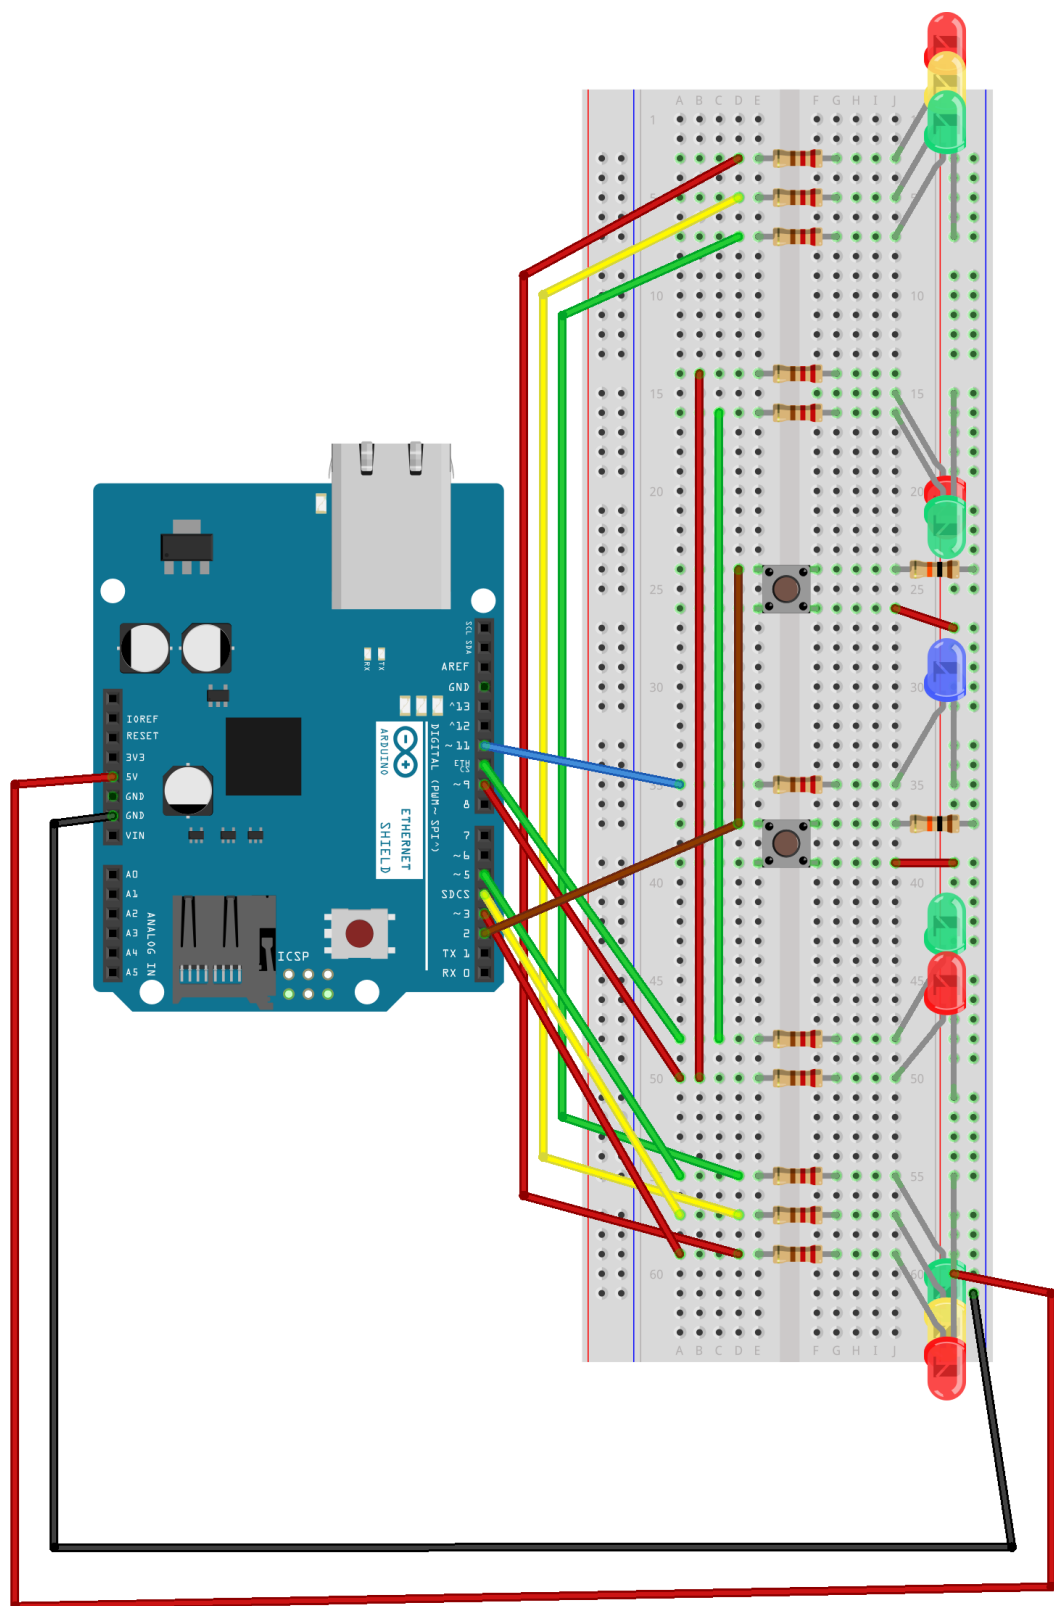 A B C D E F G H I J
1 1
5 5
10 10
15 15
20 20
25 25
30 30
35 35
40 40
45 45
50 50
55
60 60
A B C D E F G H I J
SCL SDA
AREF
GND
^13
^12
~11
ETH CS
~9
8
7
~6
~5
SDCS
~3
2
TX 1
RX 0
RX TX
IOREF
RESET
3V3
5V
GND
GND
VIN
A0
A1
A2
A3
A4
A5
ANALOG IN
DIGITAL (PWM~ SPI^)
ARDUINO
ETHERNET
SHIELD
ICSP